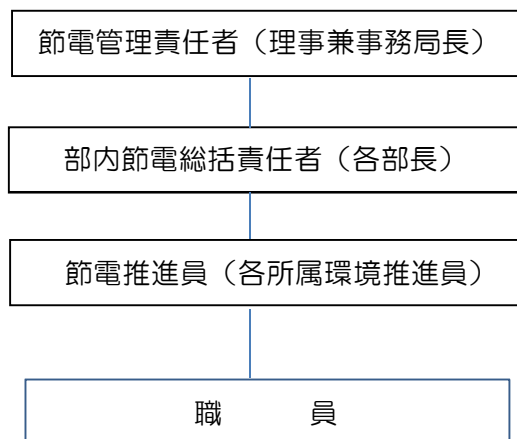 節電管理責任者（理事兼事務局長）
部内節電総括責任者（各部長）
節電推進員（各所属環境推進員）
職　　　員